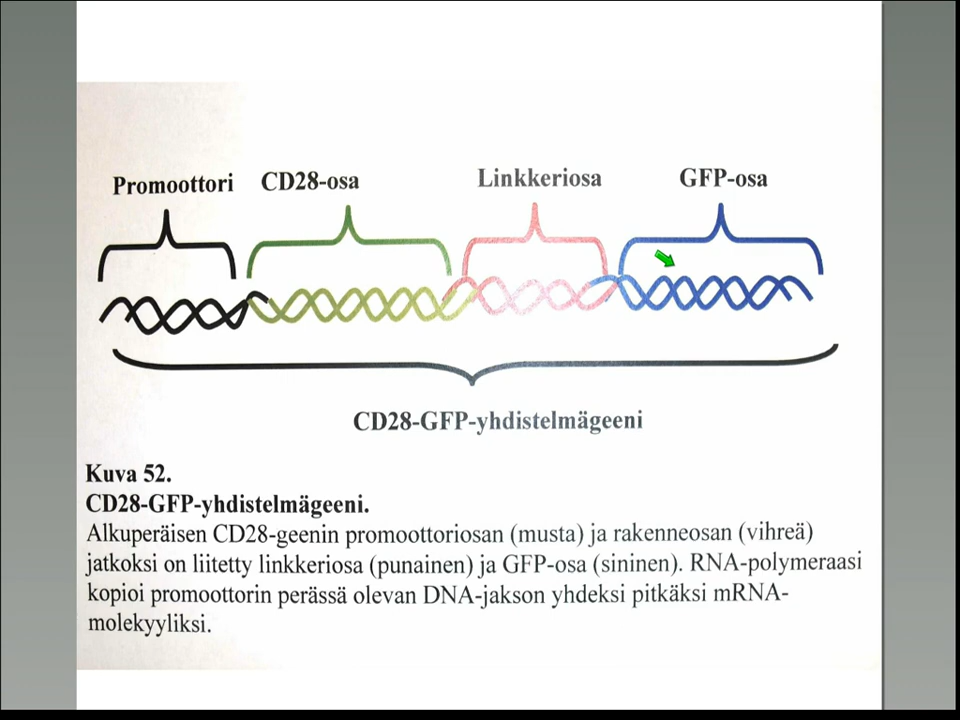 Promoottori CD28-osa Linkkeriosa GFP-osa
CD28-GFP-yhdistelmägeeni
Kuva 52.
CD28-GFP-yhdistelmägeeni.
Alkuperäisen CD28-geenin promoottoriosan (musta) ja rakenneosan (vihreä)
jatkoksi on liitetty linkkeriosa (punainen) ja GFP-osa (sininen). RNA-polymeraasi
kopioi promoottorin perässä olevan DNA-jakson yhdeksi pitkäksi mRNA-
molekyyliksi.